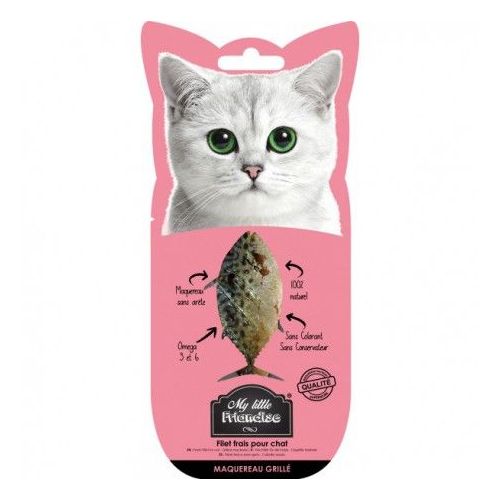 Maquereau
sans arête
100%
naturel
Omega
3 et 6
Sans Colorant
Sans Conservateur
QUALITÉ
My little
Friandise
®
Filet frais pour chat
MAQUEREAU GRILLÉ